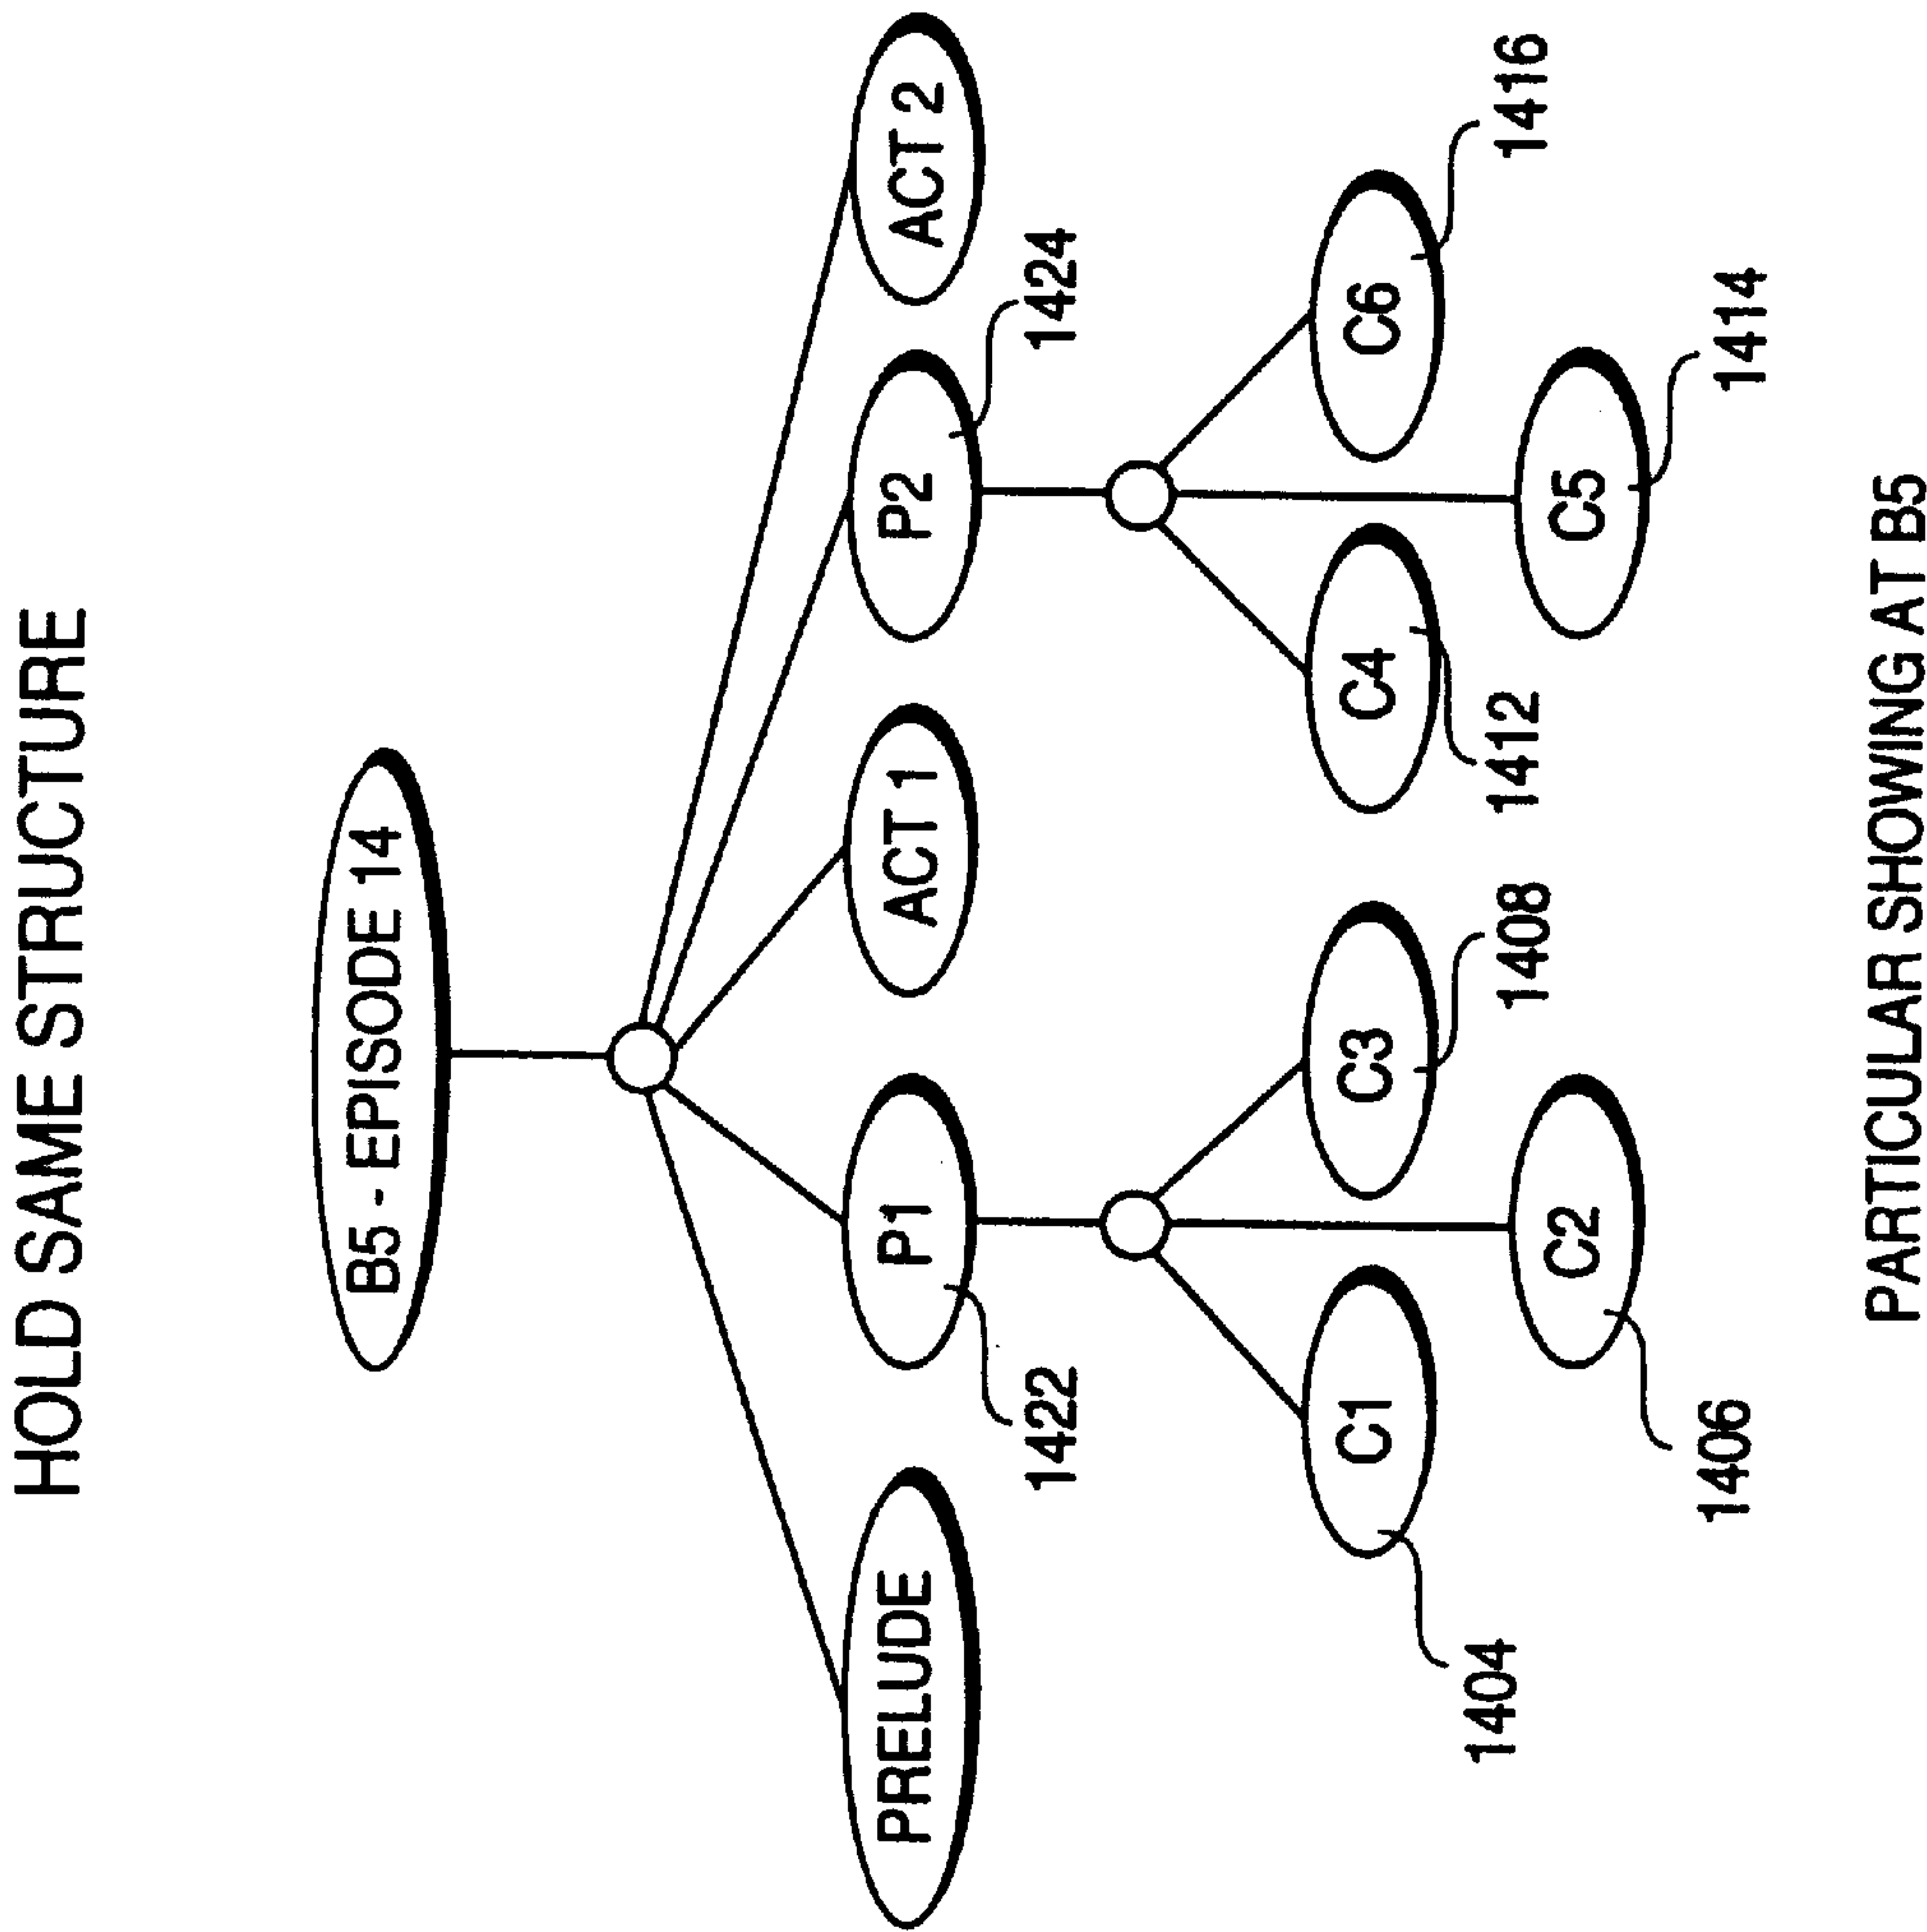 HOLD SAME STRUCTURE
B5 - EPISODE 14
PRELUDE
P1
ACT 1
P2
ACT 2
1422
1424
C1
C3
C4
C6
1404
1408
1412
1416
C2
C5
1406
1414
PARTICULAR SHOWING AT B5